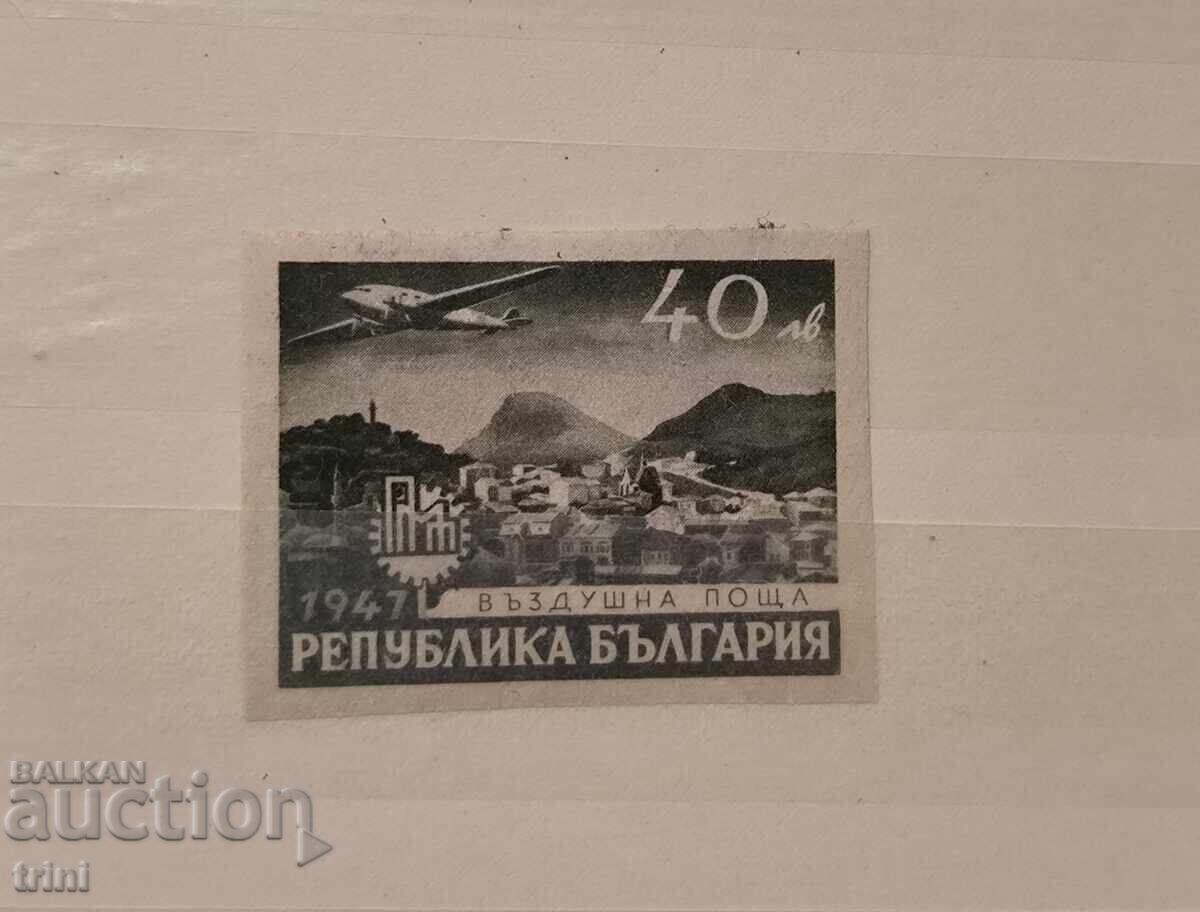 40 лв
1947
ВЪЗДУШНА ПОЩА
РЕПУБЛИКА БЪЛГАРИЯ
BALKAN
auction
trini